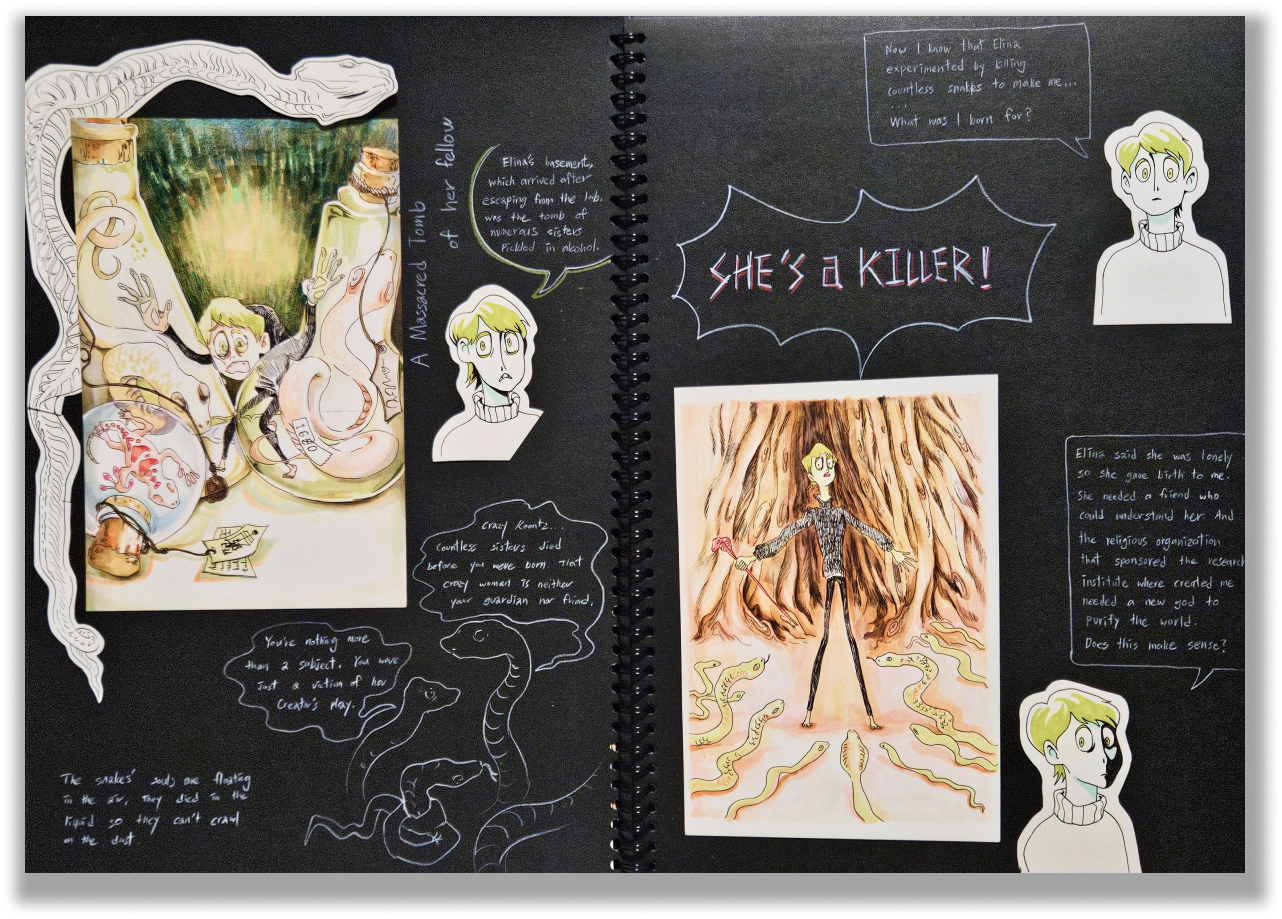 A Massacred Tomb
of her fellow
Elina's basement,
which arrived after
escaping from the lab,
was the tomb of
numerous sisters
Pickled in alcohol.
1680
Crazy Koontz...
Countless sisters died
before you were born. That
crazy woman is neither
your guardian nor friend.
You're nothing more
than a subject. You were
just a victim of her
Creator's play.
The snakes' souls are floating
in the air, They died in the
liquid so they can't crawl
on the dust.
Now I know that Elina
experimented by killing
countless snakes to make me...
...
What was I born for?
SHE'S a KILLER!
Elina said she was lonely
so she gave birth to me.
She needed a friend who
could understand her. And
the religious organization
that sponsored the research
institute where created me
needed a new god to
purify the world.
Does this make sense?